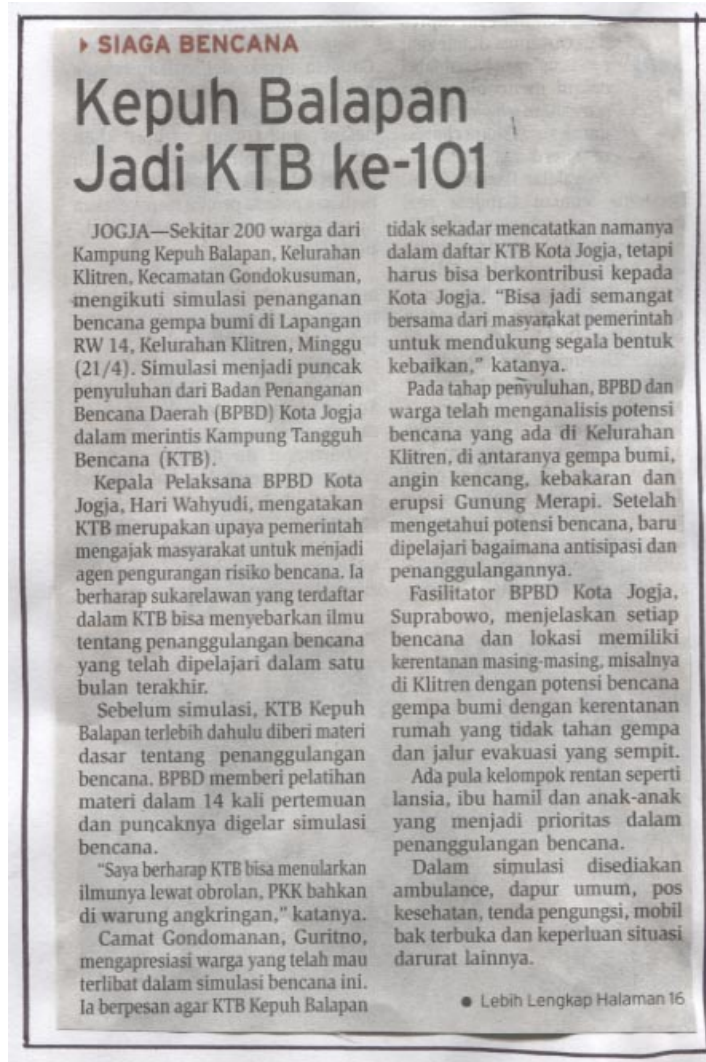 SIAGA BENCANA
Kepuh Balapan
Jadi KTB ke-101
JOGJA—Sekitar 200 warga dari
Kampung Kepuh Balapan, Kelurahan
Klitren, Kecamatan Gondokusuman,
mengikuti simulasi penanganan
bencana gempa bumi di Lapangan
RW 14, Kelurahan Klitren, Minggu
(21/4). Simulasi menjadi puncak
penyuluhan dari Badan Penanganan
Bencana Daerah (BPBD) Kota Jogja
dalam merintis Kampung Tangguh
Bencana (KTB).
Kepala Pelaksana BPBD Kota
Jogja, Hari Wahyudi, mengatakan
KTB merupakan upaya pemerintah
mengajak masyarakat untuk menjadi
agen pengurangan risiko bencana. Ia
berharap sukarelawan yang terdaftar
dalam KTB bisa menyebarkan ilmu
tentang penanggulangan bencana
yang telah dipelajari dalam satu
bulan terakhir.
Sebelum simulasi, KTB Kepuh
Balapan terlebih dahulu diberi materi
dasar tentang penanggulangan
bencana. BPBD memberi pelatihan
materi dalam 14 kali pertemuan
dan puncaknya digelar simulasi
bencana.
"Saya berharap KTB bisa menularkan
ilmunya lewat obrolan, PKK bahkan
di warung angkringan," katanya.
Camat Gondomanan, Guritno,
mengapresiasi warga yang telah mau
terlibat dalam simulasi bencana ini.
Ia berpesan agar KTB Kepuh Balapan
tidak sekadar mencatatkan namanya
dalam daftar KTB Kota Jogja, tetapi
harus bisa berkontribusi kepada
Kota Jogja. "Bisa jadi semangat
bersama dari masyarakat pemerintah
untuk mendukung segala bentuk
kebaikan," katanya.
Pada tahap penyuluhan, BPBD dan
warga telah menganalisis potensi
bencana yang ada di Kelurahan
Klitren, di antaranya gempa bumi,
angin kencang, kebakaran dan
erupsi Gunung Merapi. Setelah
mengetahui potensi bencana, baru
dipelajari bagaimana antisipasi dan
penanggulangannya.
Fasilitator BPBD Kota Jogja,
Suprabowo, menjelaskan setiap
bencana dan lokasi memiliki
kerentanan masing-masing, misalnya
di Klitren dengan potensi bencana
gempa bumi dengan kerentanan
rumah yang tidak tahan gempa
dan jalur evakuasi yang sempit.
Ada pula kelompok rentan seperti
lansia, ibu hamil dan anak-anak
yang menjadi prioritas dalam
penanggulangan bencana.
Dalam simulasi disediakan
ambulance, dapur umum, pos
kesehatan, tenda pengungsi, mobil
bak terbuka dan keperluan situasi
darurat lainnya.
● Lebih Lengkap Halaman 16